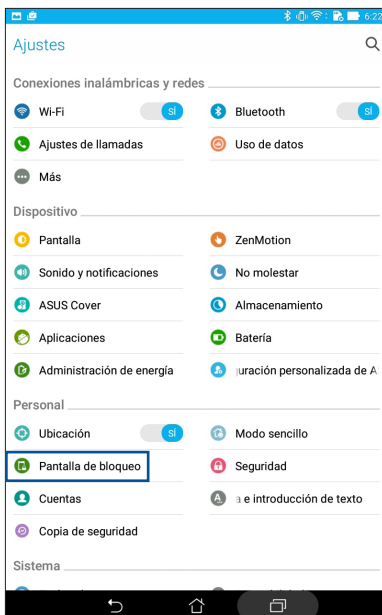 6:22
Ajustes
Conexiones inalámbricas y redes
Wi-Fi SÍ Bluetooth SÍ
Ajustes de llamadas Uso de datos
Más
Dispositivo
Pantalla ZenMotion
Sonido y notificaciones No molestar
ASUS Cover Almacenamiento
Aplicaciones Batería
Administración de energía uración personalizada de A
Personal
Ubicación SÍ Modo sencillo
Pantalla de bloqueo Seguridad
Cuentas A a e introducción de texto
Copia de seguridad
Sistema